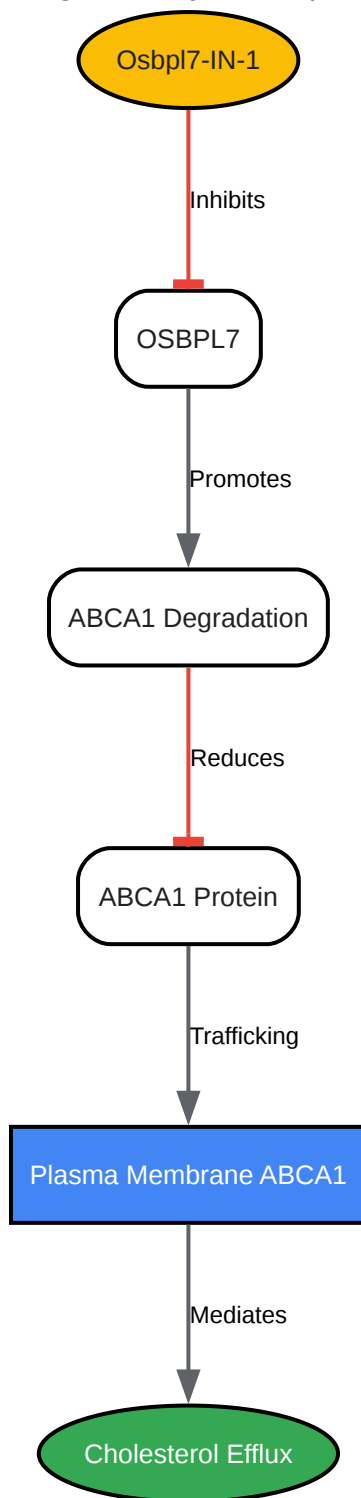 Osbpl7-IN-1
Inhibits
OSBPL7
Promotes
ABCA1 Degradation
Reduces
ABCA1 Protein
Trafficking
Plasma Membrane ABCA1
Mediates
Cholesterol Efflux